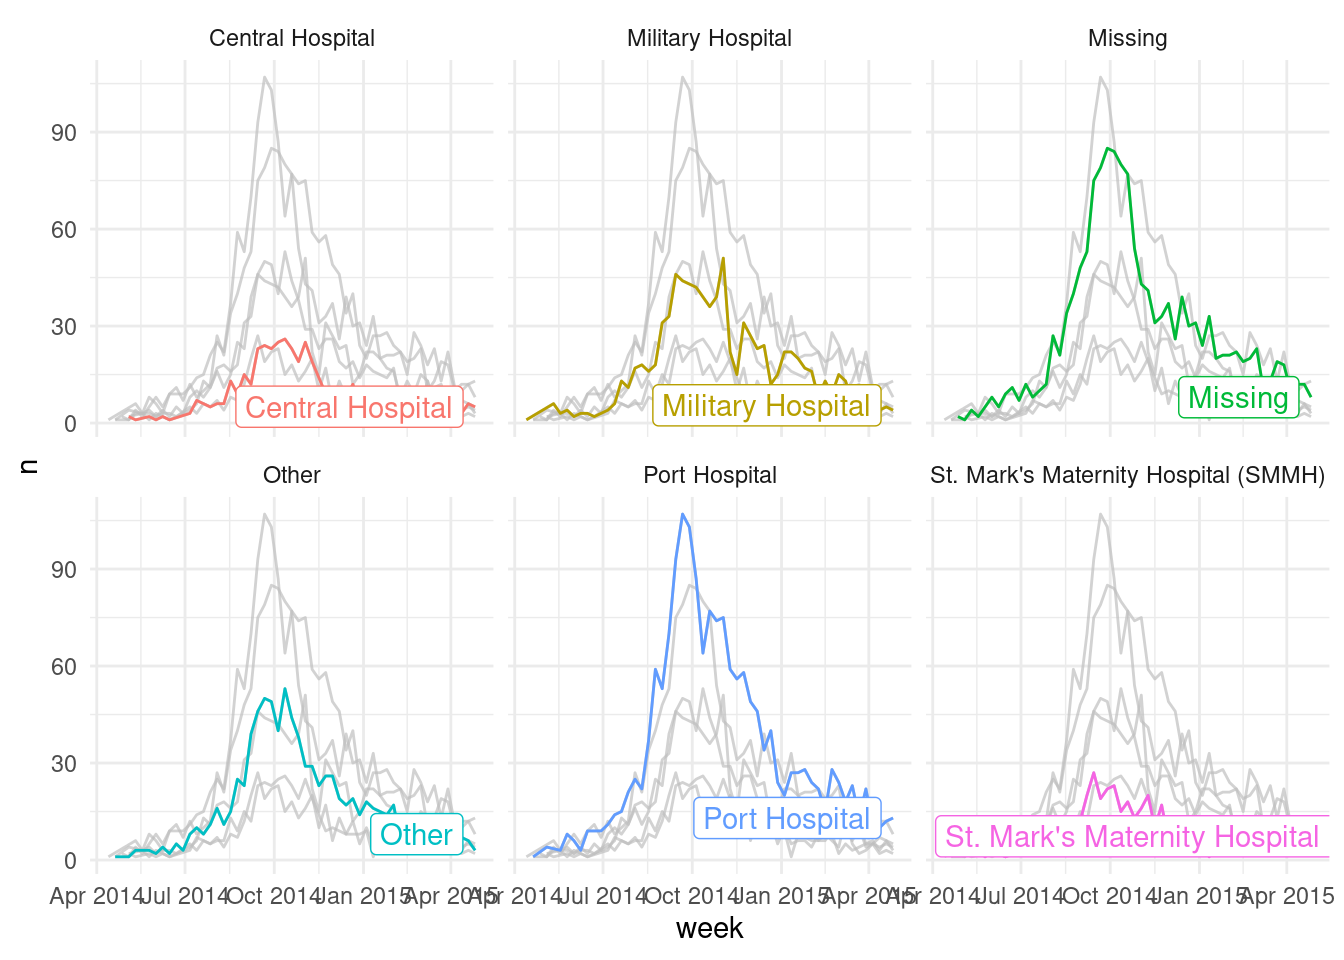 Central Hospital
Military Hospital
Missing
90
60
30
0
Central Hospital
Military Hospital
Missing
n
Other
Port Hospital
St. Mark's Maternity Hospital (SMMH)
90
60
30
0
Other
Port Hospital
St. Mark's Maternity Hospital
Apr 2014 Jul 2014 Oct 2014 Jan 2015 Apr 2015 Apr 2014 Jul 2014 Oct 2014 Jan 2015 Apr 2015 Apr 2014 Jul 2014 Oct 2014 Jan 2015 Apr 2015
week